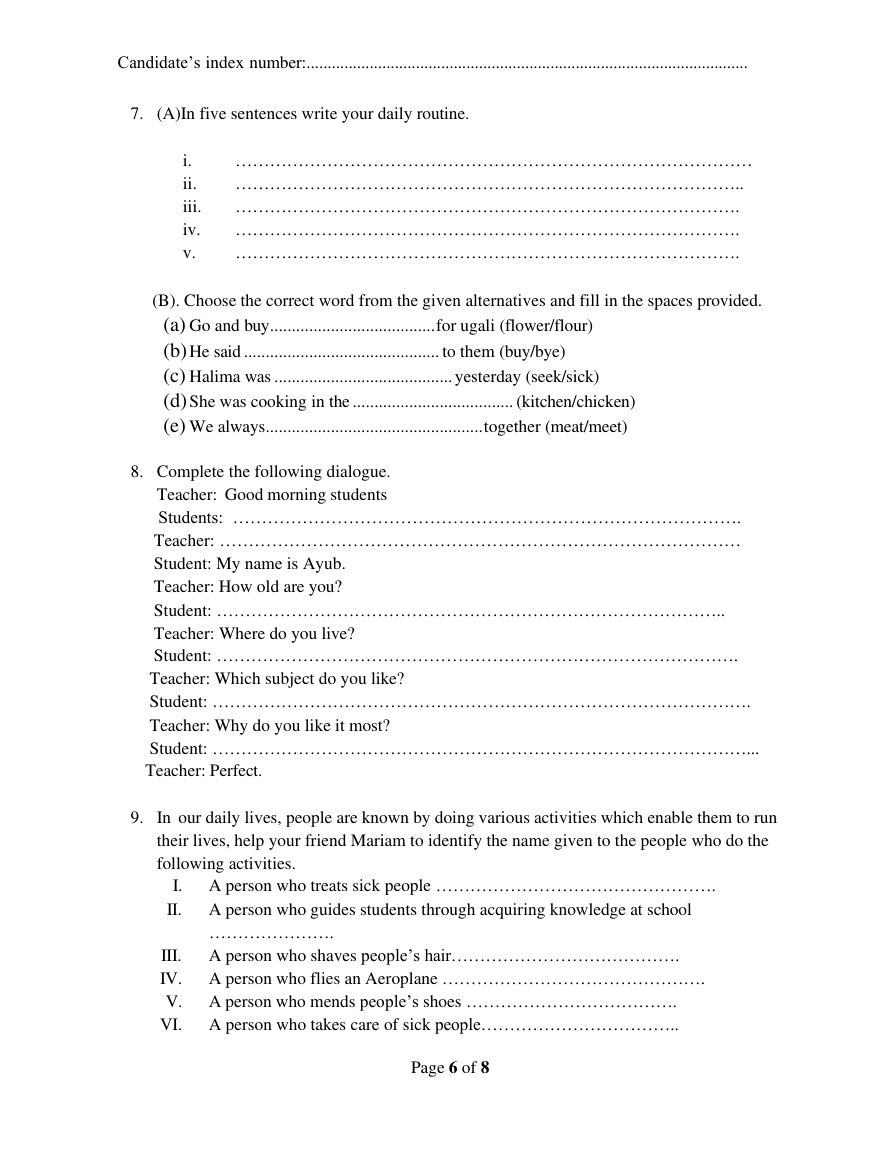 Candidate’s index number:..........................................................................................................
7. (A)In five sentences write your daily routine.
i. ………………………………………………………………………………
ii. ……………………………………………………………………………..
iii. …………………………………………………………………………….
iv. …………………………………………………………………………….
v. …………………………………………………………………………….
(B). Choose the correct word from the given alternatives and fill in the spaces provided.
(a) Go and buy........................................for ugali (flower/flour)
(b) He said ............................................... to them (buy/bye)
(c) Halima was ........................................... yesterday (seek/sick)
(d) She was cooking in the ....................................... (kitchen/chicken)
(e) We always.....................................................together (meat/meet)
8. Complete the following dialogue.
Teacher: Good morning students
Students: …………………………………………………………………………….
Teacher: ………………………………………………………………………………
Student: My name is Ayub.
Teacher: How old are you?
Student: ……………………………………………………………………………..
Teacher: Where do you live?
Student: ……………………………………………………………………………….
Teacher: Which subject do you like?
Student: ………………………………………………………………………………….
Teacher: Why do you like it most?
Student: …………………………………………………………………………………...
Teacher: Perfect.
9. In our daily lives, people are known by doing various activities which enable them to run
their lives, help your friend Mariam to identify the name given to the people who do the
following activities.
I. A person who treats sick people ………………………………………….
II. A person who guides students through acquiring knowledge at school
………………….
III. A person who shaves people’s hair………………………………….
IV. A person who flies an Aeroplane ……………………………………….
V. A person who mends people’s shoes ……………………………….
VI. A person who takes care of sick people……………………………..
Page 6 of 8